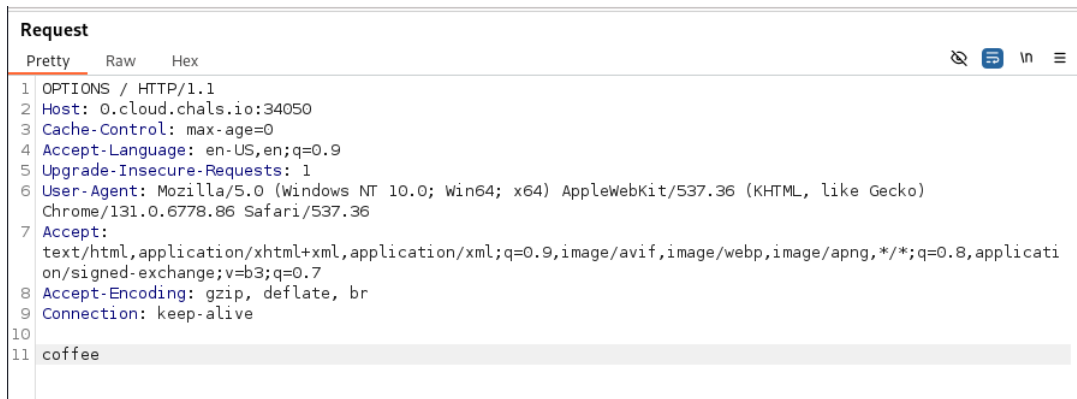 Request
Pretty Raw Hex \n
1 OPTIONS / HTTP/1.1
2 Host: 0.cloud.chals.io:34050
3 Cache-Control: max-age=0
4 Accept-Language: en-US,en;q=0.9
5 Upgrade-Insecure-Requests: 1
6 User-Agent: Mozilla/5.0 (Windows NT 10.0; Win64; x64) AppleWebKit/537.36 (KHTML, like Gecko)
Chrome/131.0.6778.86 Safari/537.36
7 Accept:
text/html,application/xhtml+xml,application/xml;q=0.9,image/avif,image/webp,image/apng,*/*;q=0.8,applicati
on/signed-exchange;v=b3;q=0.7
8 Accept-Encoding: gzip, deflate, br
9 Connection: keep-alive
10
11 coffee